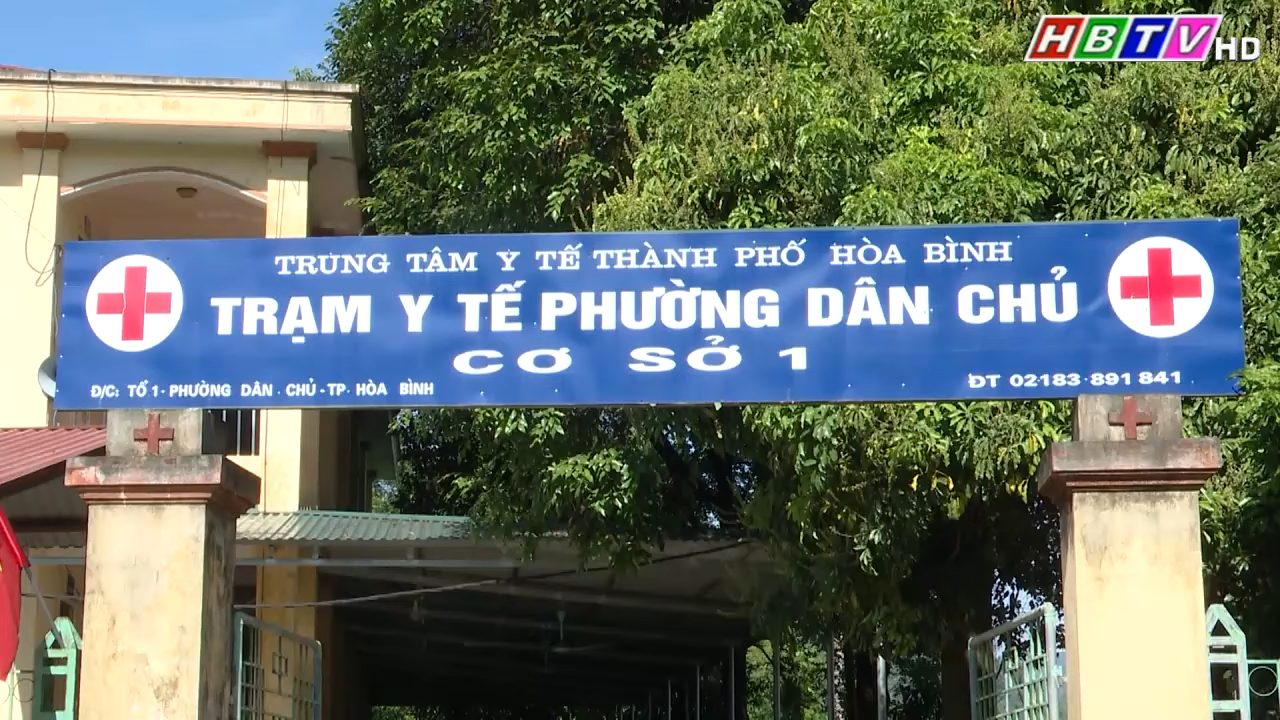 HBTV HD
TRUNG TÂM Y TẾ THÀNH PHỐ HÒA BÌNH
TRẠM Y TẾ PHƯỜNG DÂN CHỦ
CƠ SỞ 1
Đ/C: TỔ 1 - PHƯỜNG DÂN CHỦ - TP HÒA BÌNH
ĐT 02183 891 841